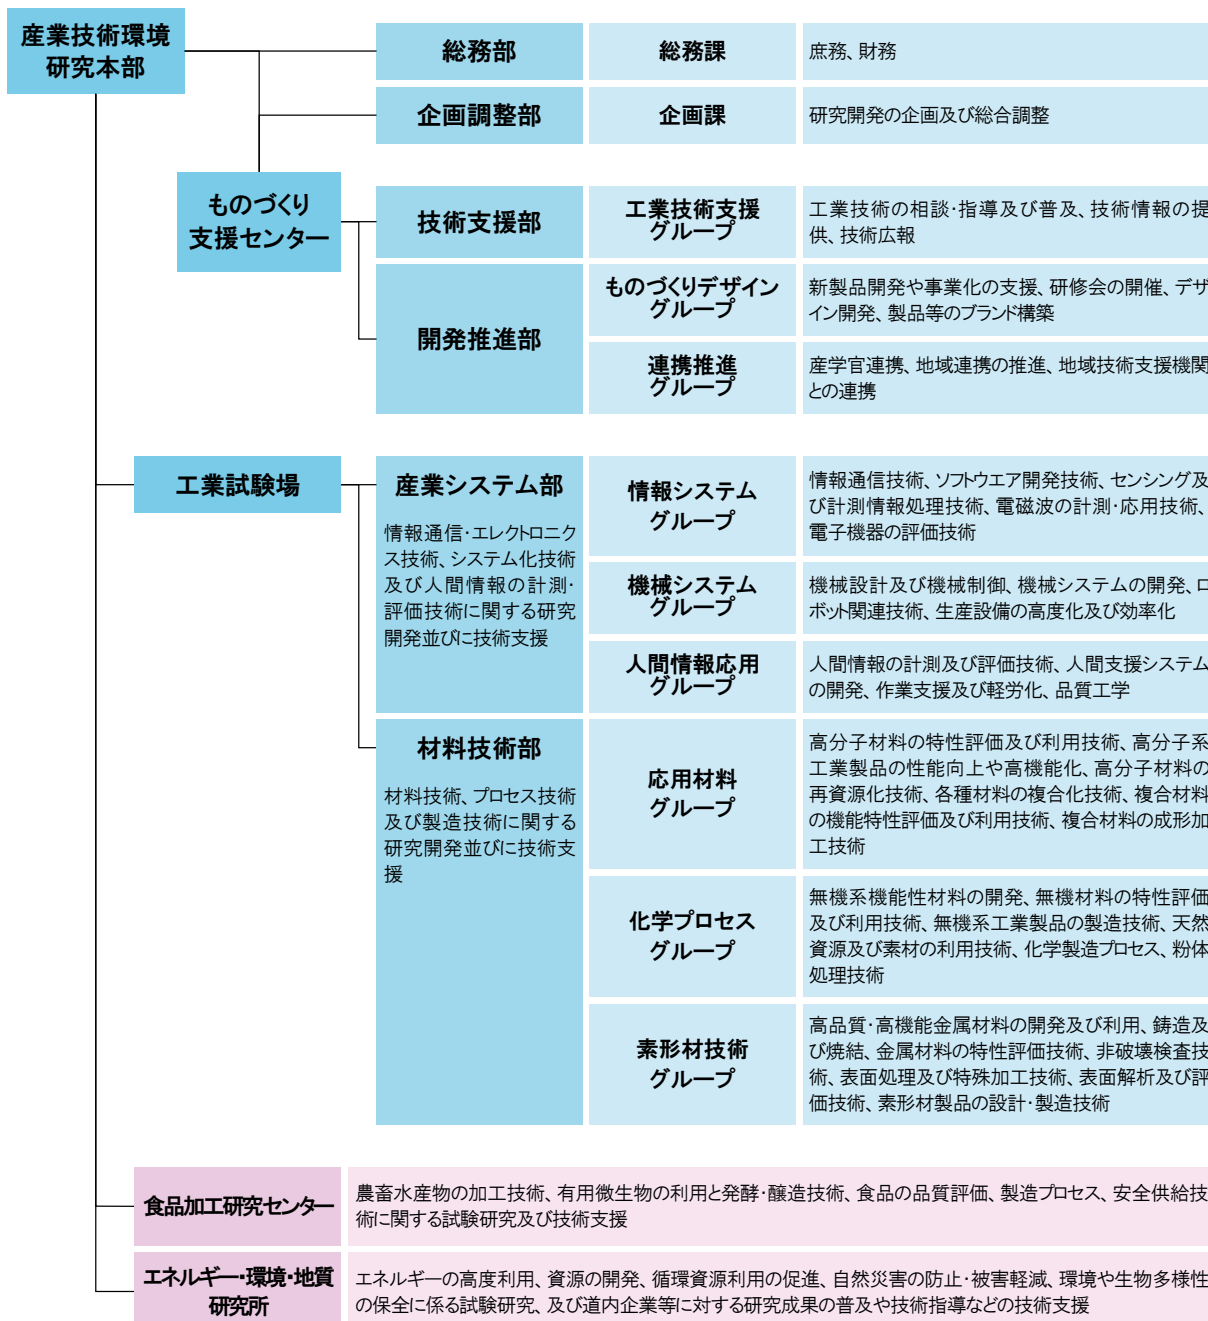 産業技術環境
研究本部
総務部
総務課
庶務、財務
企画調整部
企画課
研究開発の企画及び総合調整
ものづくり
支援センター
技術支援部
工業技術支援
グループ
工業技術の相談・指導及び普及、技術情報の提
供、技術広報
開発推進部
ものづくりデザイン
グループ
新製品開発や事業化の支援、研修会の開催、デザ
イン開発、製品等のブランド構築
連携推進
グループ
産学官連携、地域連携の推進、地域技術支援機関
との連携
工業試験場
産業システム部
情報通信・エレクトロニク
ス技術、システム化技術
及び人間情報の計測・
評価技術に関する研究
開発並びに技術支援
情報システム
グループ
情報通信技術、ソフトウエア開発技術、センシング及
び計測情報処理技術、電磁波の計測・応用技術、
電子機器の評価技術
機械システム
グループ
機械設計及び機械制御、機械システムの開発、ロ
ボット関連技術、生産設備の高度化及び効率化
人間情報応用
グループ
人間情報の計測及び評価技術、人間支援システム
の開発、作業支援及び軽労化、品質工学
材料技術部
材料技術、プロセス技術
及び製造技術に関する
研究開発並びに技術支
援
応用材料
グループ
高分子材料の特性評価及び利用技術、高分子系
工業製品の性能向上や高機能化、高分子材料の
再資源化技術、各種材料の複合化技術、複合材料
の機能特性評価及び利用技術、複合材料の成形加
工技術
化学プロセス
グループ
無機系機能性材料の開発、無機材料の特性評価
及び利用技術、無機系工業製品の製造技術、天然
資源及び素材の利用技術、化学製造プロセス、粉体
処理技術
素形材技術
グループ
高品質・高機能金属材料の開発及び利用、鋳造及
び焼結、金属材料の特性評価技術、非破壊検査技
術、表面処理及び特殊加工技術、表面解析及び評
価技術、素形材製品の設計・製造技術
食品加工研究センター
農畜水産物の加工技術、有用微生物の利用と発酵・醸造技術、食品の品質評価、製造プロセス、安全供給技
術に関する試験研究及び技術支援
エネルギー・環境・地質
研究所
エネルギーの高度利用、資源の開発、循環資源利用の促進、自然災害の防止・被害軽減、環境や生物多様性
の保全に係る試験研究、及び道内企業等に対する研究成果の普及や技術指導などの技術支援